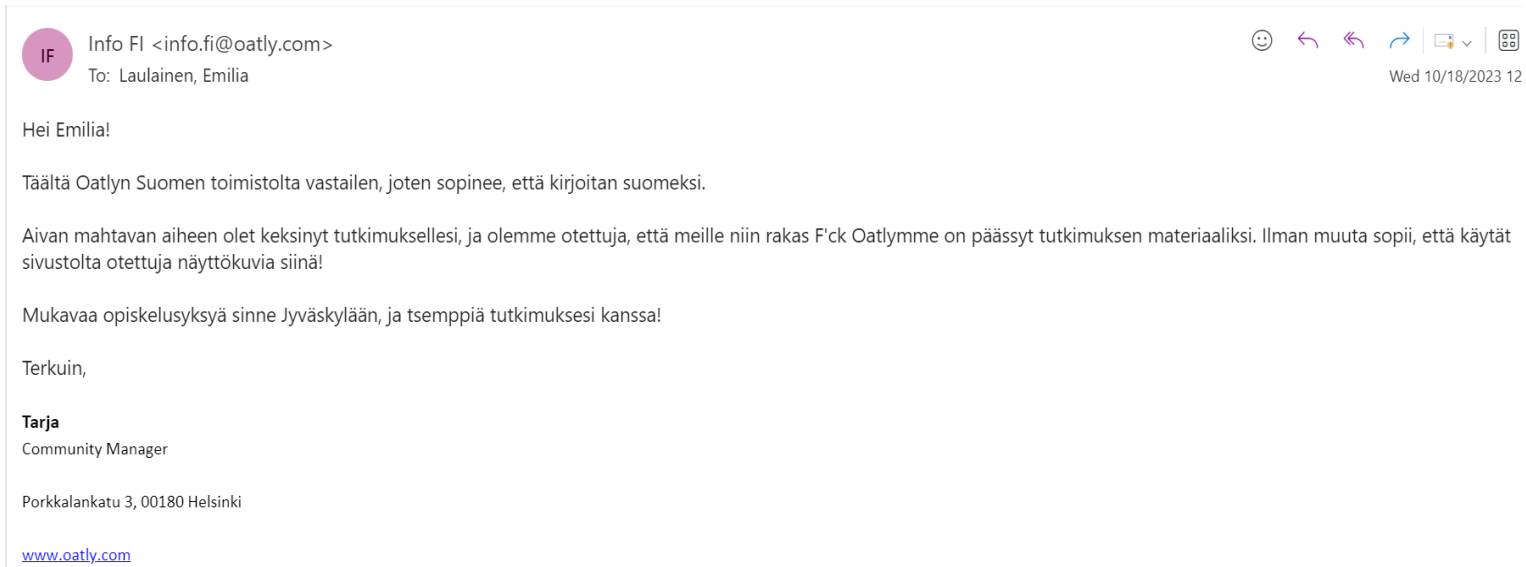 IF
Info FI <info.fi@oatly.com>
To: Laulainen, Emilia
Wed 10/18/2023 12
Hei Emilia!
Täältä Oatlyn Suomen toimistolta vastailen, joten sopinee, että kirjoitan suomeksi.
Aivan mahtavan aiheen olet keksinyt tutkimuksellesi, ja olemme otettuja, että meille niin rakas F'ck Oatlymme on päässyt tutkimuksen materiaaliksi. Ilman muuta sopii, että käytät
sivustolta otettuja näyttökuvia siinä!
Mukavaa opiskelusyksyä sinne Jyväskylään, ja tsemppiä tutkimuksesi kanssa!
Terkuin,
Tarja
Community Manager
Porkkalankatu 3, 00180 Helsinki
www.oatly.com